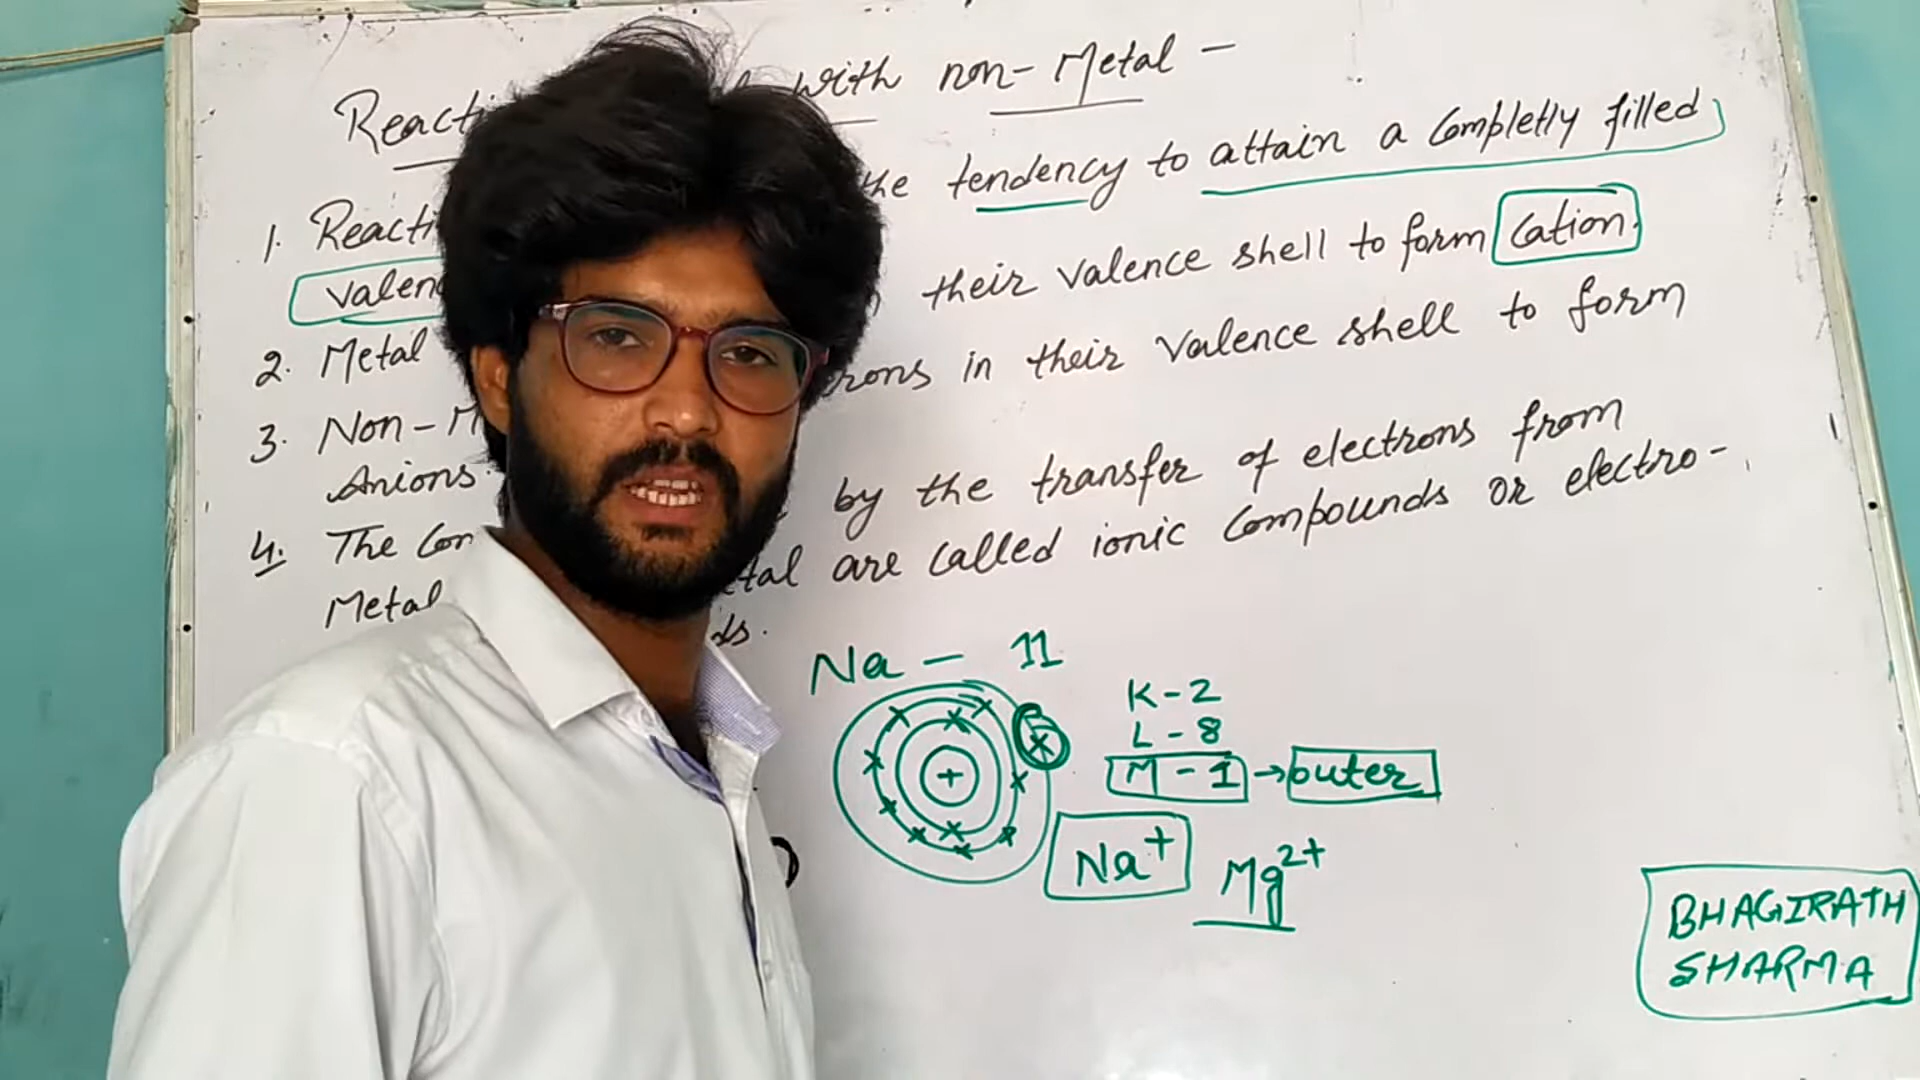 Reacti with non-Metal -
1. Reacti the tendency to attain a Completly filled
valen their valence shell to form Cation.
2. Metal rons in their valence shell to form
3. Non-M
Anions. by the transfer of electrons from
4. The Com tal are called ionic Compounds or electro-
Metal ds.
Na - 11
K-2
L-8
M-1 → outer
+
Na+
Mg2+
BHAGIRATH
SHARMA